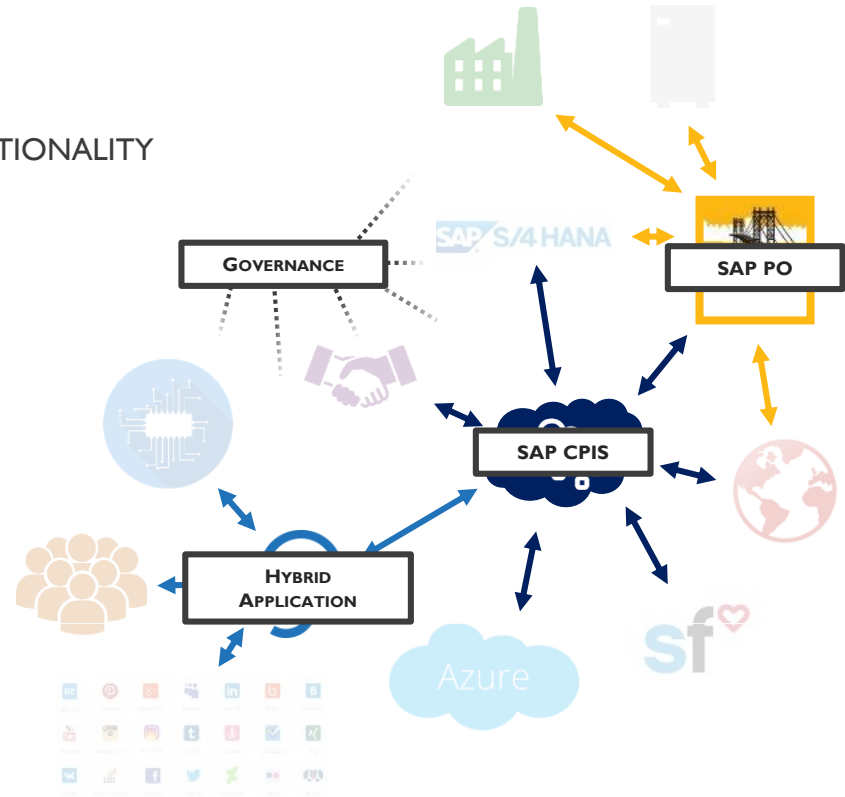 TIONALITY
SAP S/4 HANA
GOVERNANCE
SAP PO
SAP CPIS
HYBRID
APPLICATION
Azure
sf